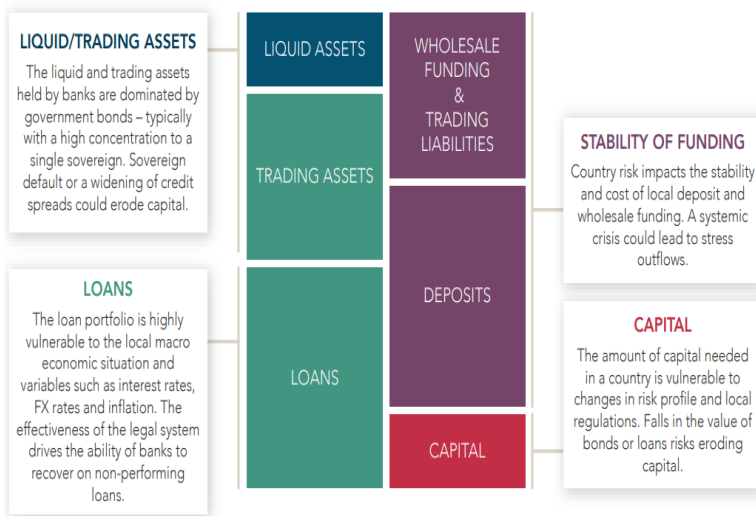 LIQUID/TRADING ASSETS
The liquid and trading assets
held by banks are dominated by
government bonds – typically
with a high concentration to a
single sovereign. Sovereign
default or a widening of credit
spreads could erode capital.
LOANS
The loan portfolio is highly
vulnerable to the local macro
economic situation and
variables such as interest rates,
FX rates and inflation. The
effectiveness of the legal system
drives the ability of banks to
recover on non-performing
loans.
LIQUID ASSETS
TRADING ASSETS
LOANS
WHOLESALE
FUNDING
&
TRADING
LIABILITIES
DEPOSITS
CAPITAL
STABILITY OF FUNDING
Country risk impacts the stability
and cost of local deposit and
wholesale funding. A systemic
crisis could lead to stress
outflows.
CAPITAL
The amount of capital needed
in a country is vulnerable to
changes in risk profile and local
regulations. Falls in the value of
bonds or loans risks eroding
capital.